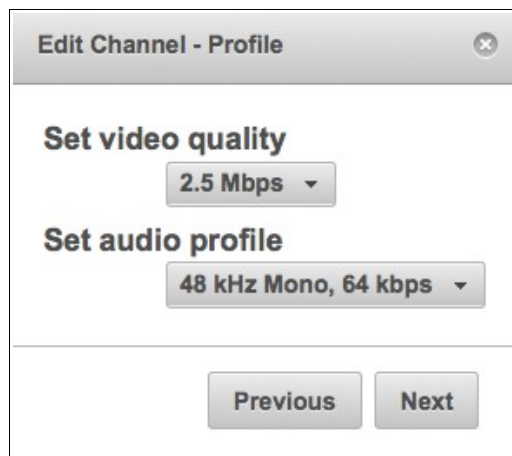 Edit Channel - Profile
Set video quality
2.5 Mbps
Set audio profile
48 kHz Mono, 64 kbps
Previous Next